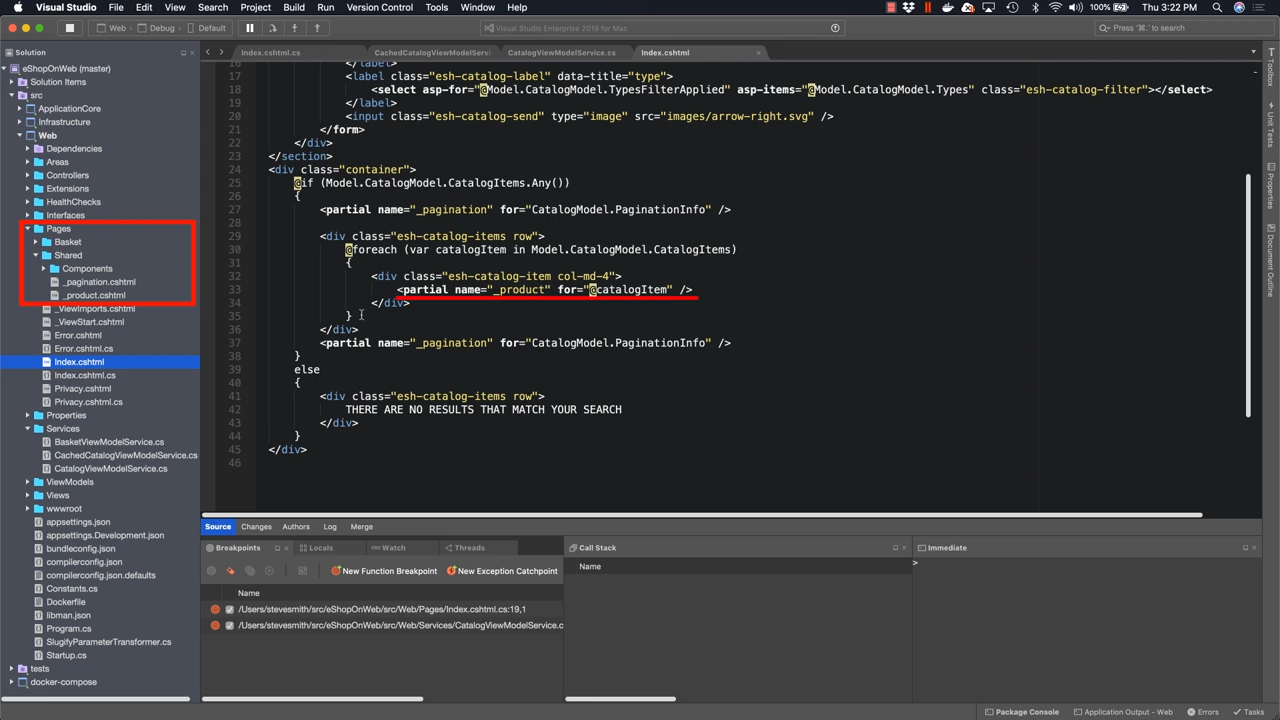 Visual Studio File Edit View Search Project Build Run Version Control Tools Window Help 100% Thu 3:22 PM
Web Debug Default Visual Studio Enterprise 2019 for Mac Press '⌘.' to search
Solution
eShopOnWeb (master)
Solution Items
src
ApplicationCore
Infrastructure
Web
Dependencies
Areas
Controllers
Extensions
HealthChecks
Interfaces
Pages
Basket
Shared
Components
_pagination.cshtml
_product.cshtml
_ViewImports.cshtml
_ViewStart.cshtml
Error.cshtml
Error.cshtml.cs
Index.cshtml
Index.cshtml.cs
Privacy.cshtml
Privacy.cshtml.cs
Properties
Services
BasketViewModelService.cs
CachedCatalogViewModelService.cs
CatalogViewModelService.cs
ViewModels
Views
wwwroot
appsettings.json
appsettings.Development.json
bundleconfig.json
compilerconfig.json
compilerconfig.json.defaults
Constants.cs
Dockerfile
libman.json
Program.cs
SlugifyParameterTransformer.cs
Startup.cs
tests
docker-compose
Index.cshtml.cs CachedCatalogViewModelServi CatalogViewModelService.cs Index.cshtml
16 </label>
17 <label class="esh-catalog-label" data-title="type">
18 <select asp-for="@Model.CatalogModel.TypesFilterApplied" asp-items="@Model.CatalogModel.Types" class="esh-catalog-filter"></select>
19 </label>
20 <input class="esh-catalog-send" type="image" src="images/arrow-right.svg" />
21 </form>
22 </div>
23 </section>
24 <div class="container">
25 @if (Model.CatalogModel.CatalogItems.Any())
26 {
27 <partial name="_pagination" for="CatalogModel.PaginationInfo" />
28
29 <div class="esh-catalog-items row">
30 @foreach (var catalogItem in Model.CatalogModel.CatalogItems)
31 {
32 <div class="esh-catalog-item col-md-4">
33 <partial name="_product" for="@catalogItem" />
34 </div>
35 }
36 </div>
37 <partial name="_pagination" for="CatalogModel.PaginationInfo" />
38 }
39 else
40 {
41 <div class="esh-catalog-items row">
42 THERE ARE NO RESULTS THAT MATCH YOUR SEARCH
43 </div>
44 }
45 </div>
46
Source Changes Authors Log Merge
Breakpoints Locals Watch Threads
New Function Breakpoint New Exception Catchpoint
Name
/Users/stevesmith/src/eShopOnWeb/src/Web/Pages/Index.cshtml.cs:19,1
/Users/stevesmith/src/eShopOnWeb/src/Web/Services/CatalogViewModelService.c
Call Stack
Name
Immediate
>
Toolbox
Unit Tests
Properties
Document Outline
Package Console Application Output - Web Errors Tasks